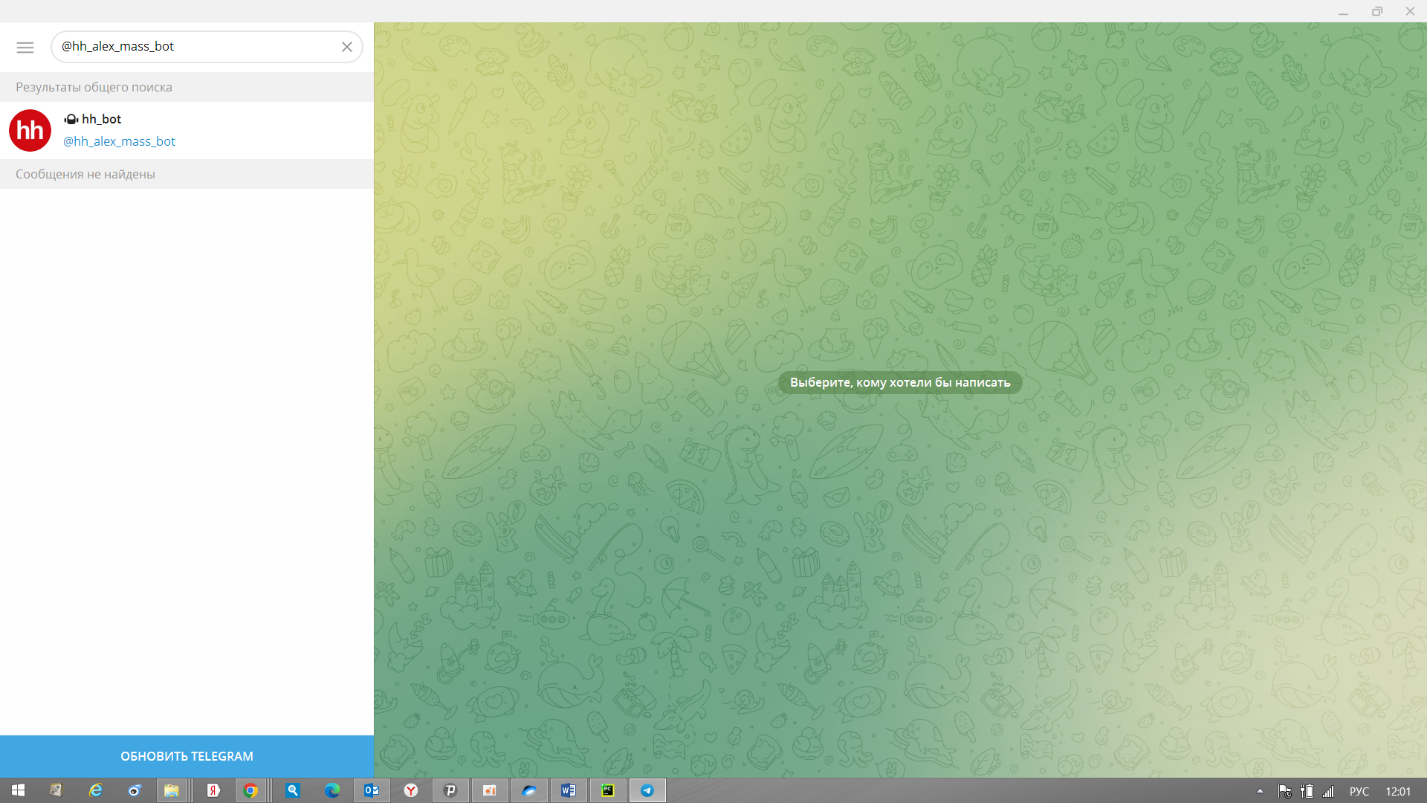 @hh_alex_mass_bot
Результаты общего поиска
hh
hh_bot
@hh_alex_mass_bot
Сообщения не найдены
Выберите, кому хотели бы написать
ОБНОВИТЬ TELEGRAM
РУС
12:01